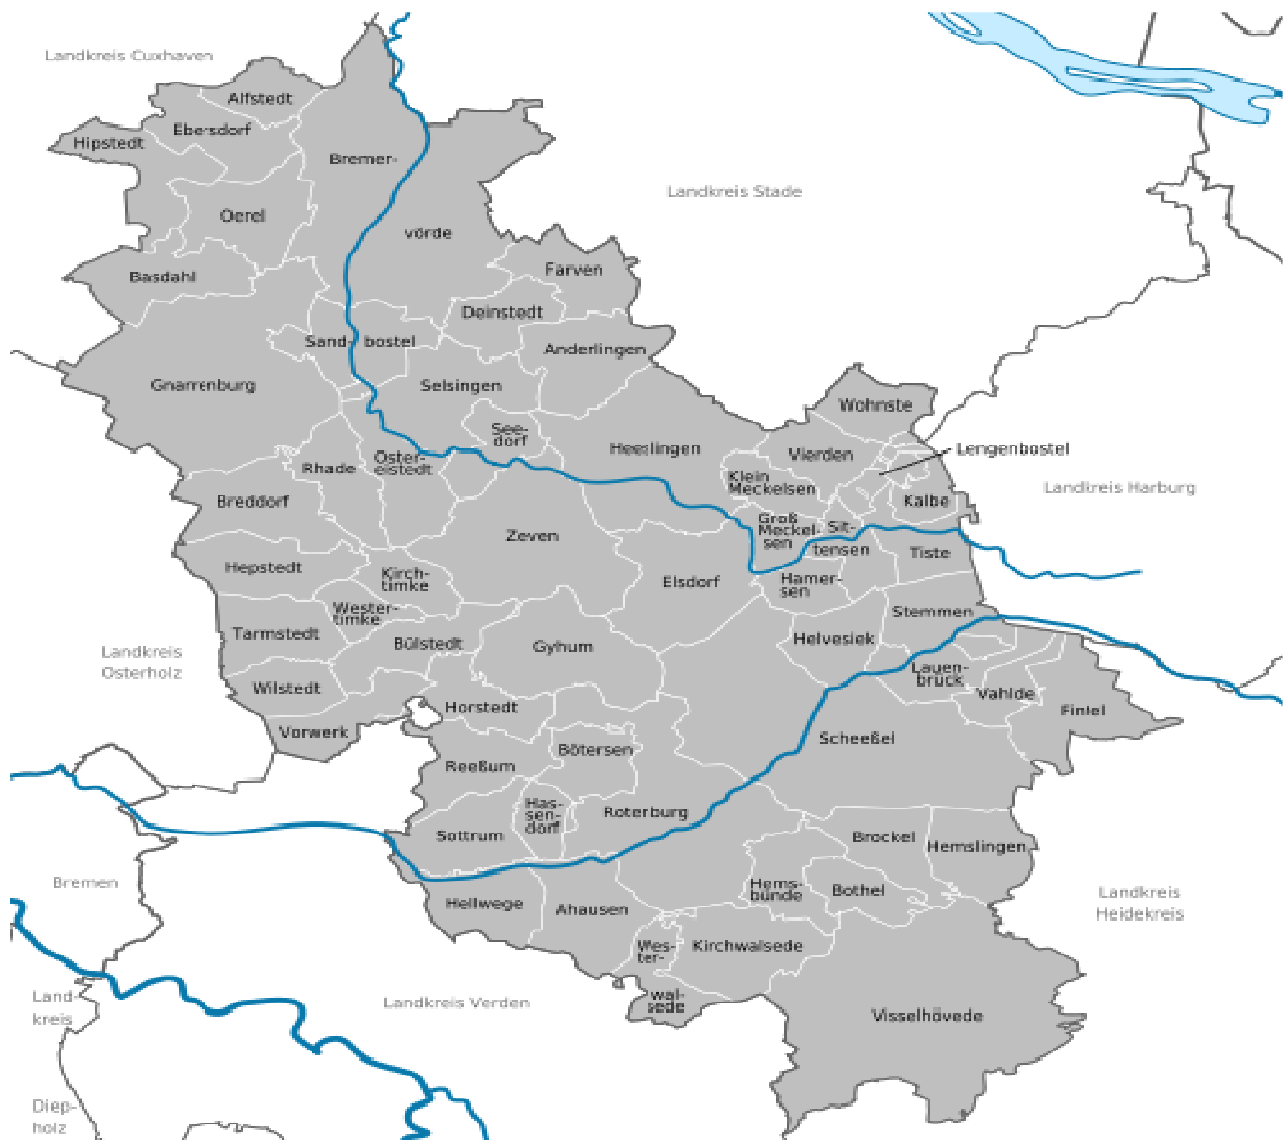 Landkreis Cuxhaven
Alfstedt
Ebersdorf
Hipstedt
Bremer-
Landkreis Stade
Oerel
vörde
Farven
Basdahl
Deinstedt
Sand-
bostel
Anderlingen
Gnarrenburg
Selsingen
Wohnste
See-
dorf
Heeslingen
Vierden
Lengenbostel
Oster-
eistedt
Rhade
Klein
Meckelsen
Landkreis Harburg
Breddorf
Kalbe
Groß
Meckel-
sen
Sit-
tensen
Zeven
Tiste
Hepstedt
Kirch-
timke
Elsdorf
Hamer-
sen
Wester-
timke
Stemmen
Tarmstedt
Bülstedt
Gyhum
Helvesiek
Landkreis
Osterholz
Lauen-
brück
Wilstedt
Vahlde
Horstedt
Fintel
Vorwerk
Scheeßel
Bötersen
Reeßum
Has-
sen-
dorf
Roterburg
Sottrum
Brockel
Hemslingen
Bremen
Hems-
bünde
Bothel
Landkreis
Heidekreis
Hellwege
Ahausen
Wes-
ter-
Kirchwalsede
wal-
sede
Land-
kreis
Landkreis Verden
Visselhövede
Diep-
holz